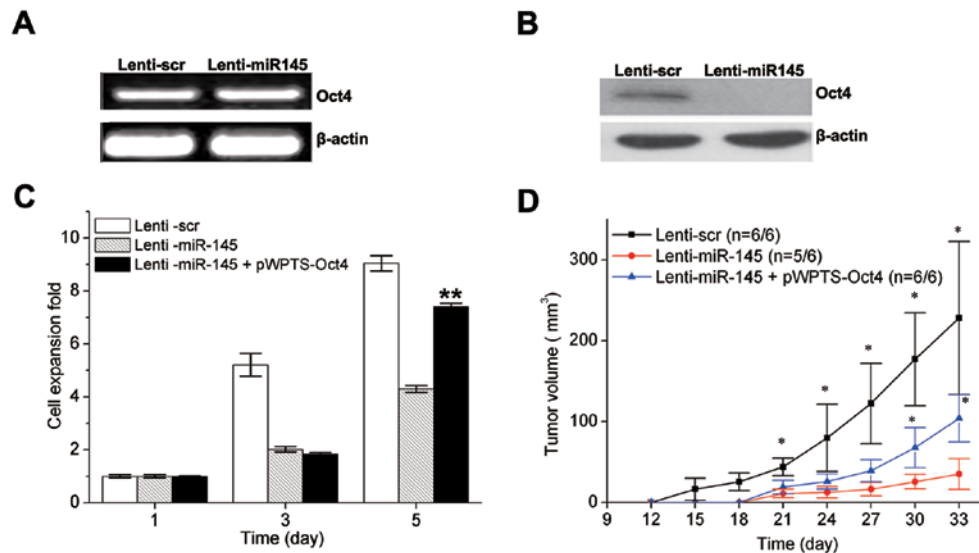 A
Lenti-scr Lenti-miR145
Oct4
β-actin
B
Lenti-scr Lenti-miR145
Oct4
β-actin
C
Lenti -scr
Lenti -miR-145
Lenti -miR-145 + pWPTS-Oct4
**
Cell expansion fold
10
8
6
4
2
0
1 3 5
Time (day)
D
Lenti-scr (n=6/6)
Lenti-miR-145 (n=5/6)
Lenti-miR-145 + pWPTS-Oct4 (n=6/6)
* * * * * * *
Tumor volume ( mm³)
300
200
100
0
9 12 15 18 21 24 27 30 33
Time (day)